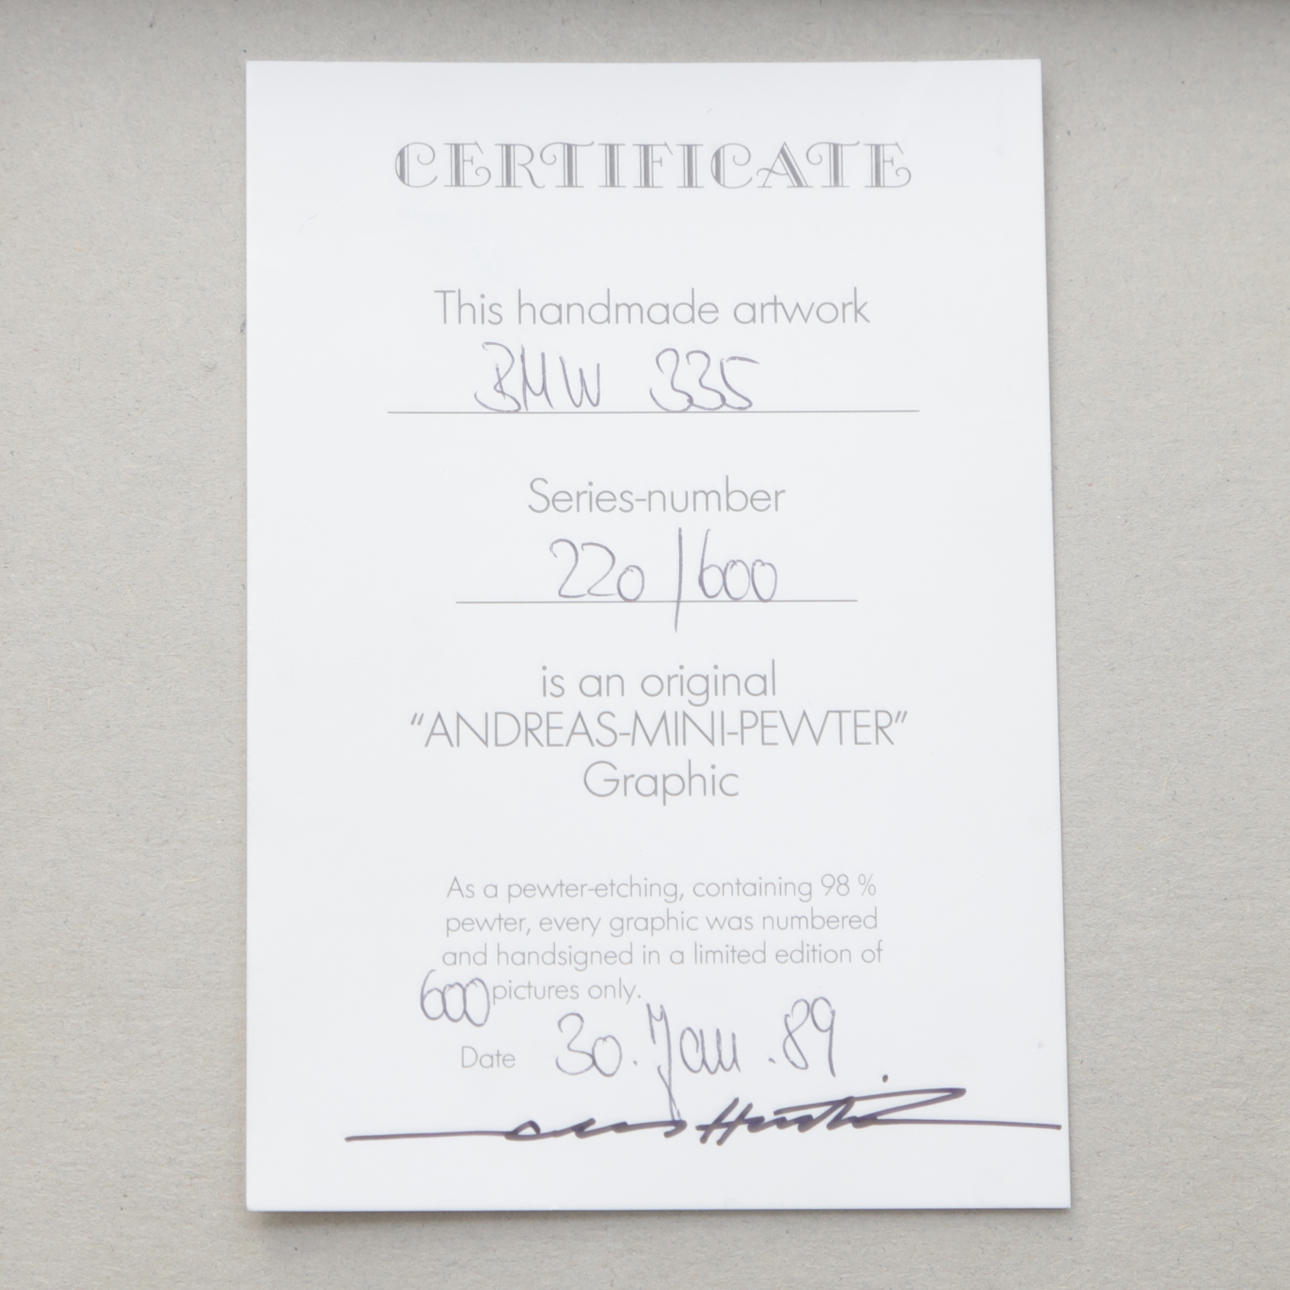 CERTIFICATE
This handmade artwork
BMW 335
Series-number
220/600
is an original
“ANDREAS-MINI-PEWTER”
Graphic
As a pewter-etching, containing 98 %
pewter, every graphic was numbered
and handsigned in a limited edition of
600 pictures only.
Date 30. Jan. 89